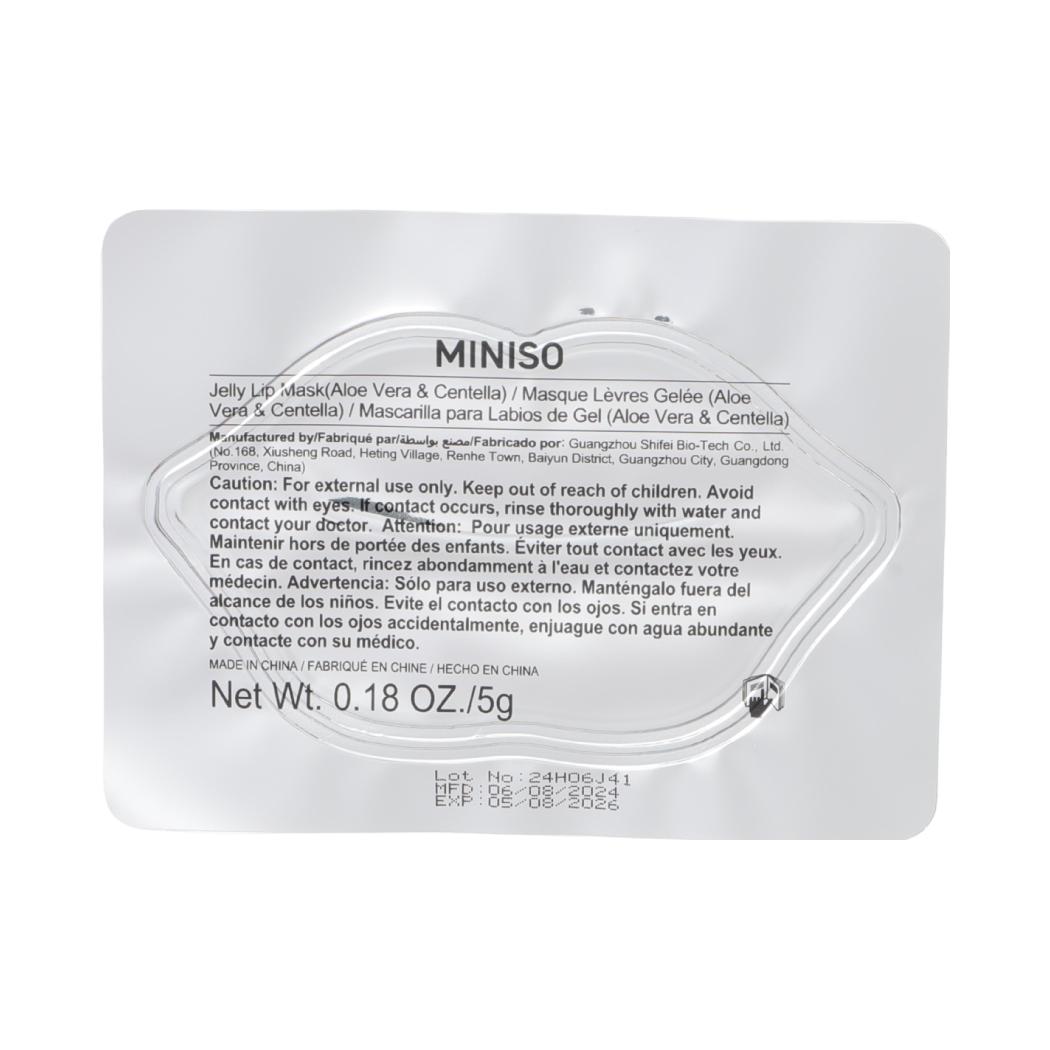 MINISO
Jelly Lip Mask(Aloe Vera & Centella) / Masque Lèvres Gelée (Aloe
Vera & Centella) / Mascarilla para Labios de Gel (Aloe Vera & Centella)
Manufactured by/Fabriqué par/مصنع بواسطة/Fabricado por: Guangzhou Shifei Bio-Tech Co., Ltd.
(No.168, Xiusheng Road, Heting Village, Renhe Town, Baiyun District, Guangzhou City, Guangdong
Province, China)
Caution: For external use only. Keep out of reach of children. Avoid
contact with eyes. If contact occurs, rinse thoroughly with water and
contact your doctor. Attention: Pour usage externe uniquement.
Maintenir hors de portée des enfants. Éviter tout contact avec les yeux.
En cas de contact, rincez abondamment à l'eau et contactez votre
médecin. Advertencia: Sólo para uso externo. Manténgalo fuera del
alcance de los niños. Evite el contacto con los ojos. Si entra en
contacto con los ojos accidentalmente, enjuague con agua abundante
y contacte con su médico.
MADE IN CHINA / FABRIQUÉ EN CHINE / HECHO EN CHINA
Net Wt. 0.18 OZ./5g
Lot No:24H06J41
MFD:06/08/2024
EXP:05/08/2026